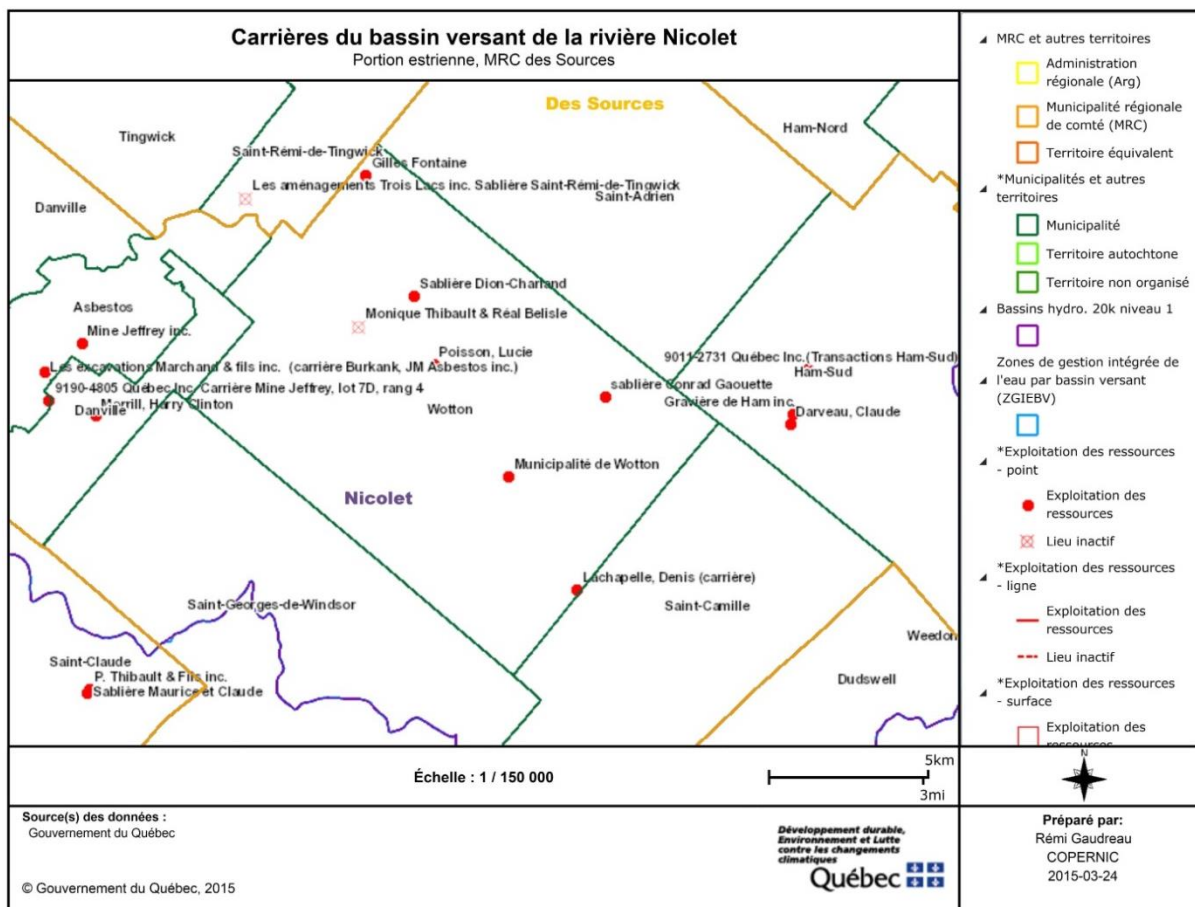 Carrières du bassin versant de la rivière Nicolet
Portion estrienne, MRC des Sources
Des Sources
Tingwick
Ham-Nord
Saint-Rémi-de-Tingwick
Gilles Fontaine
Les aménagements Trois Lacs inc. Sablière Saint-Rémi-de-Tingwick
Saint-Adrien
Danville
Sablière Dion-Charland
Asbestos
Monique Thibault & Réal Belisle
Mine Jeffrey inc.
Poisson, Lucie
9011-2731 Québec Inc.(Transactions Ham-Sud)
Les excavations Marchand & fils inc. (carrière Burkank, JM Asbestos inc.)
Ham-Sud
9190-4805 Québec Inc. Carrière Mine Jeffrey, lot 7D, rang 4
sablière Conrad Gaouette
Morrill, Harry Clinton
Danville
Wotton
Gravière de Ham inc.
Darveau, Claude
Municipalité de Wotton
Nicolet
Lachapelle, Denis (carrière)
Saint-Georges-de-Windsor
Saint-Camille
Weedon
Saint-Claude
P. Thibault & Fils inc.
Dudswell
Sablière Maurice et Claude
MRC et autres territoires
Administration
régionale (Arg)
Municipalité régionale
de comté (MRC)
Territoire équivalent
*Municipalités et autres
territoires
Municipalité
Territoire autochtone
Territoire non organisé
Bassins hydro. 20k niveau 1
Zones de gestion intégrée de
l'eau par bassin versant
(ZGIEBV)
*Exploitation des ressources
- point
Exploitation des
ressources
Lieu inactif
*Exploitation des ressources
- ligne
Exploitation des
ressources
Lieu inactif
*Exploitation des ressources
- surface
Exploitation des
ressources
Échelle : 1 / 150 000
5km
3mi
N
Source(s) des données :
Gouvernement du Québec
© Gouvernement du Québec, 2015
Développement durable,
Environnement et Lutte
contre les changements
climatiques
Québec
Préparé par:
Rémi Gaudreau
COPERNIC
2015-03-24